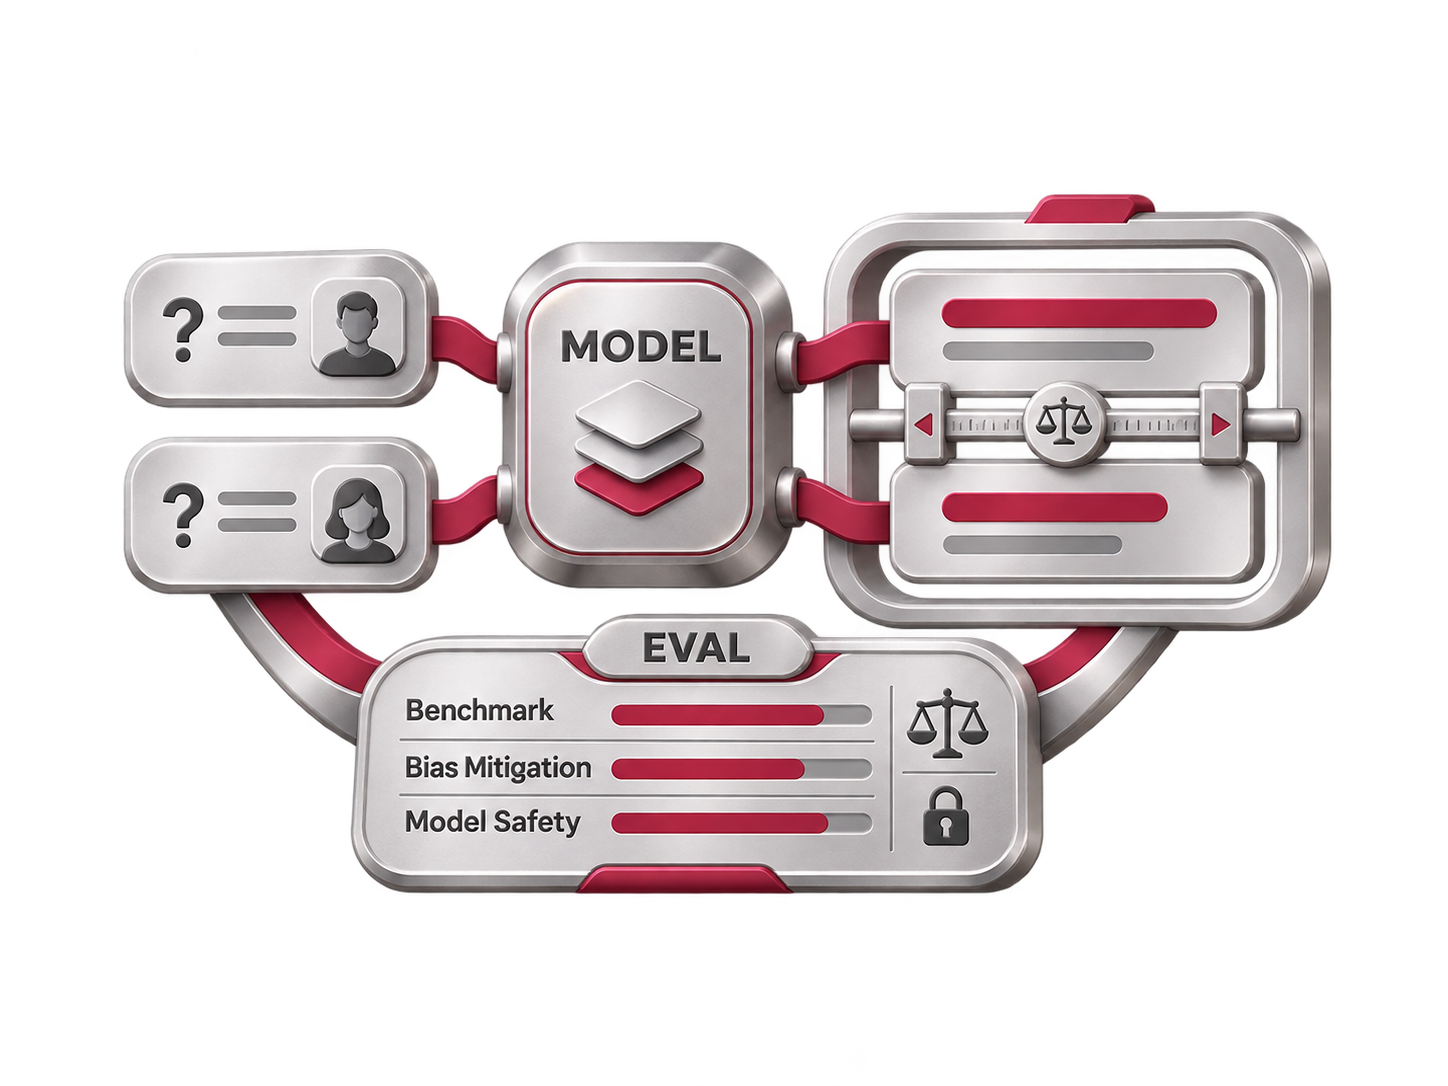 ?
?
MODEL
EVAL
Benchmark
Bias Mitigation
Model Safety